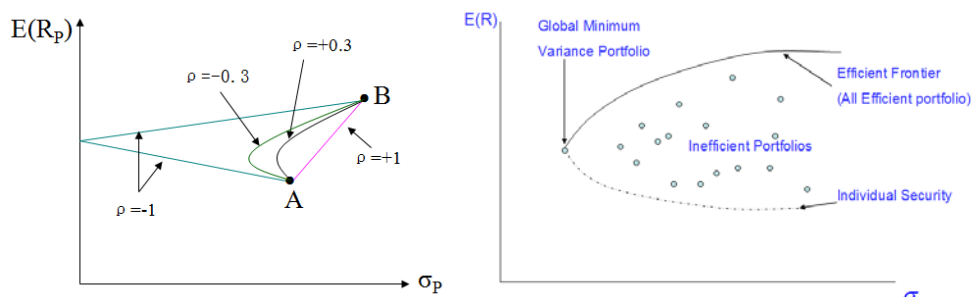 E(Rₚ)
ρ=+0.3
ρ=-0. 3
B
ρ=+1
A
ρ=-1
σₚ
E(R)
Global Minimum
Variance Portfolio
Efficient Frontier
(All Efficient portfolio)
Inefficient Portfolios
Individual Security
σ